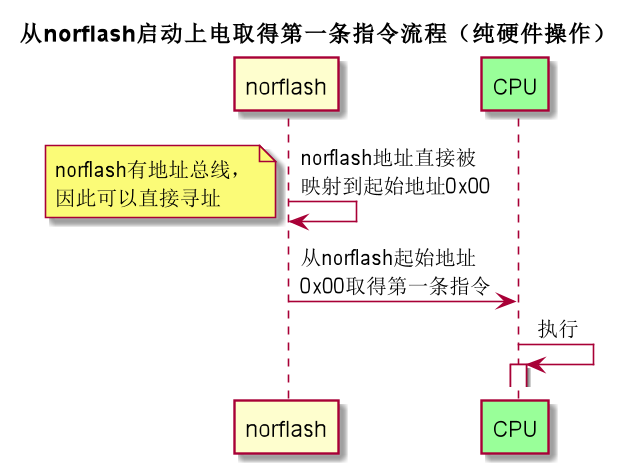 从norflash启动上电取得第一条指令流程（纯硬件操作）
norflash
CPU
norflash有地址总线，
因此可以直接寻址
norflash地址直接被
映射到起始地址0x00
从norflash起始地址
0x00取得第一条指令
执行
norflash
CPU